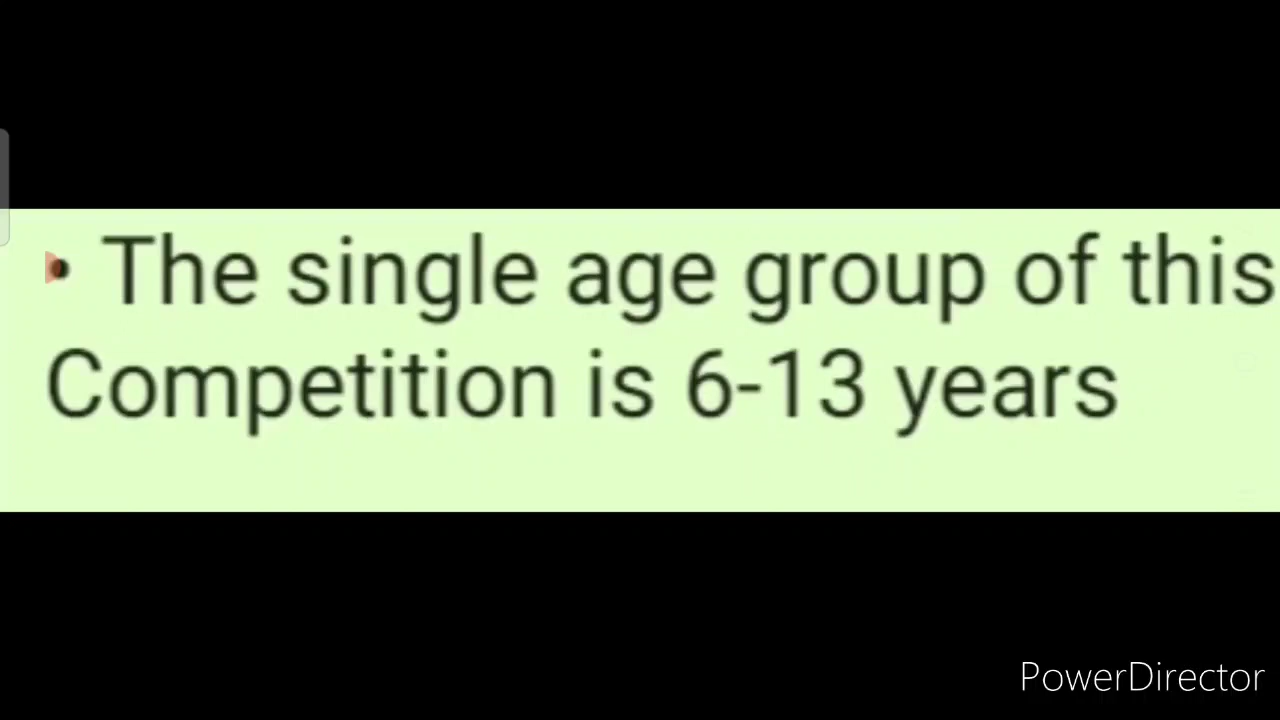 • The single age group of this
Competition is 6-13 years
PowerDirector